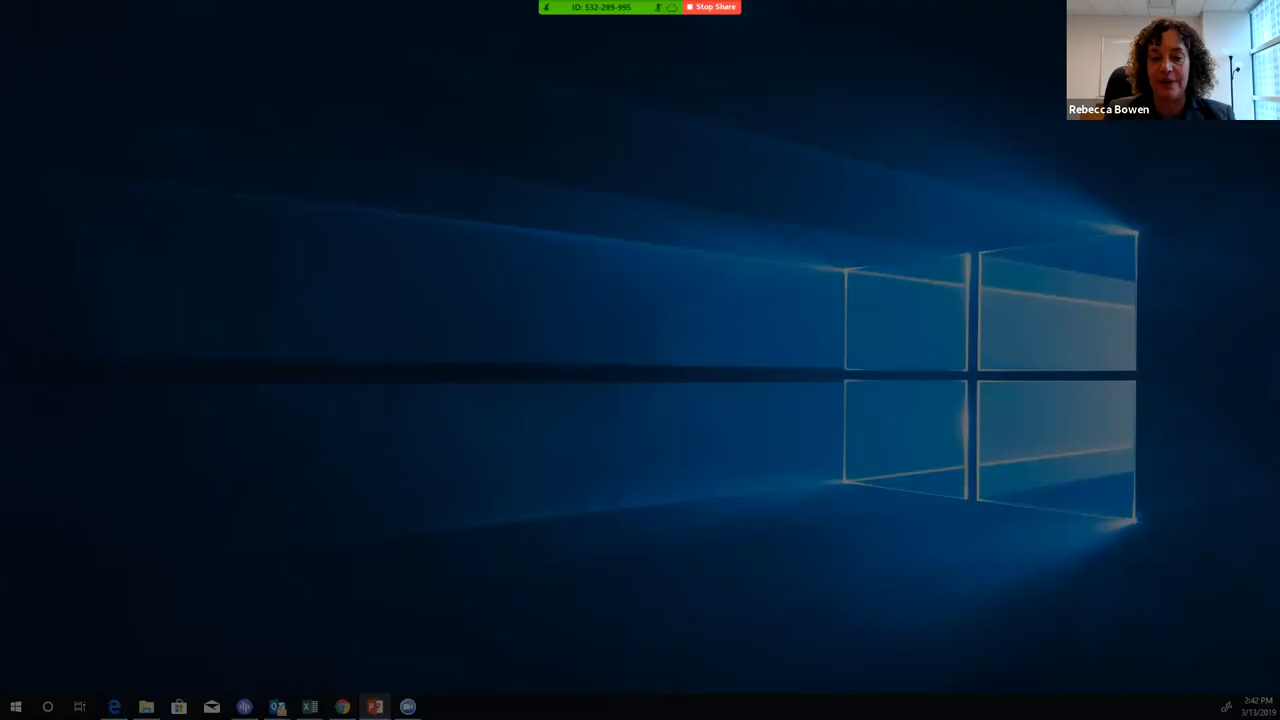 ID: 532-289-995
Stop Share
Rebecca Bowen
2:42 PM
3/13/2019